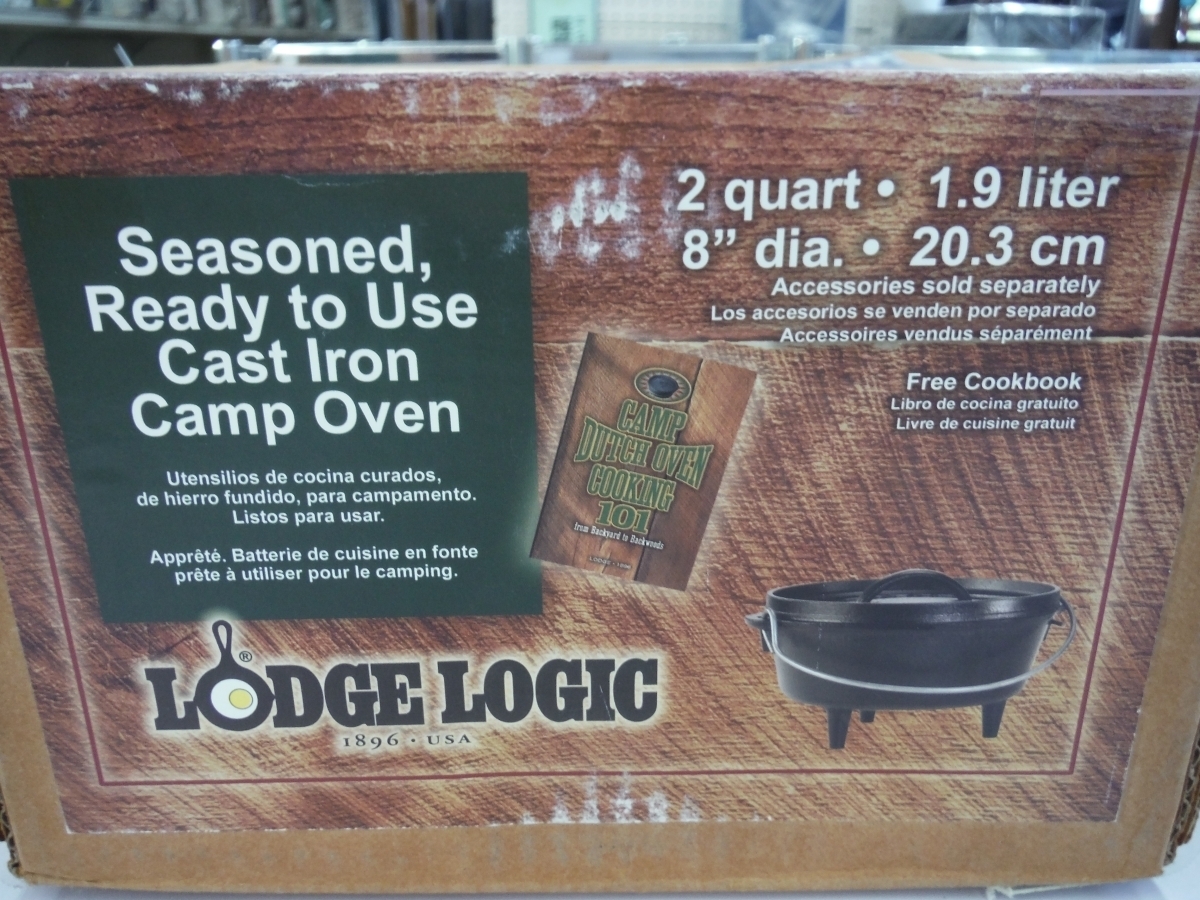 Seasoned,
Ready to Use
Cast Iron
Camp Oven
Utensilios de cocina curados,
de hierro fundido, para campamento.
Listos para usar.
Apprêté. Batterie de cuisine en fonte
prête à utiliser pour le camping.
2 quart • 1.9 liter
8” dia. • 20.3 cm
Accessories sold separately
Los accesorios se venden por separado
Accessoires vendus séparément
Free Cookbook
Libro de cocina gratuito
Livre de cuisine gratuit
CAMP
DUTCH OVEN
COOKING
101
from Backyard to Backwoods
LODGE LOGIC®
1896 • USA